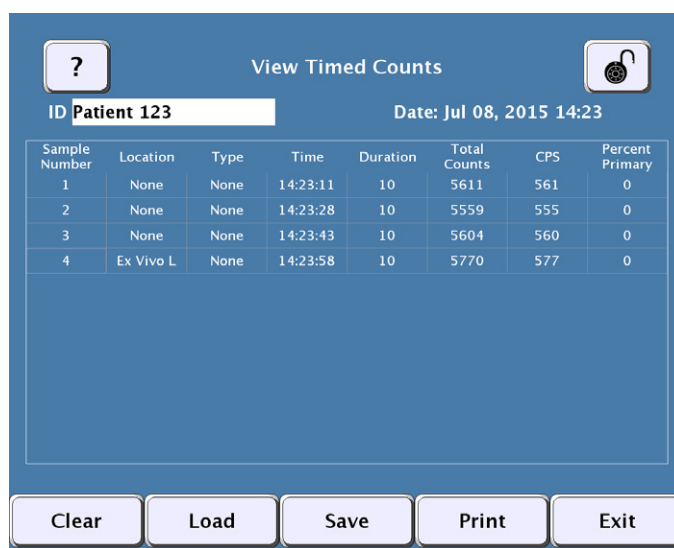 ?
View Timed Counts
ID Patient 123
Date: Jul 08, 2015 14:23
Sample Number Location Type Time Duration Total Counts CPS Percent Primary
1 None None 14:23:11 10 5611 561 0
2 None None 14:23:28 10 5559 555 0
3 None None 14:23:43 10 5604 560 0
4 Ex Vivo L None 14:23:58 10 5770 577 0
Clear Load Save Print Exit